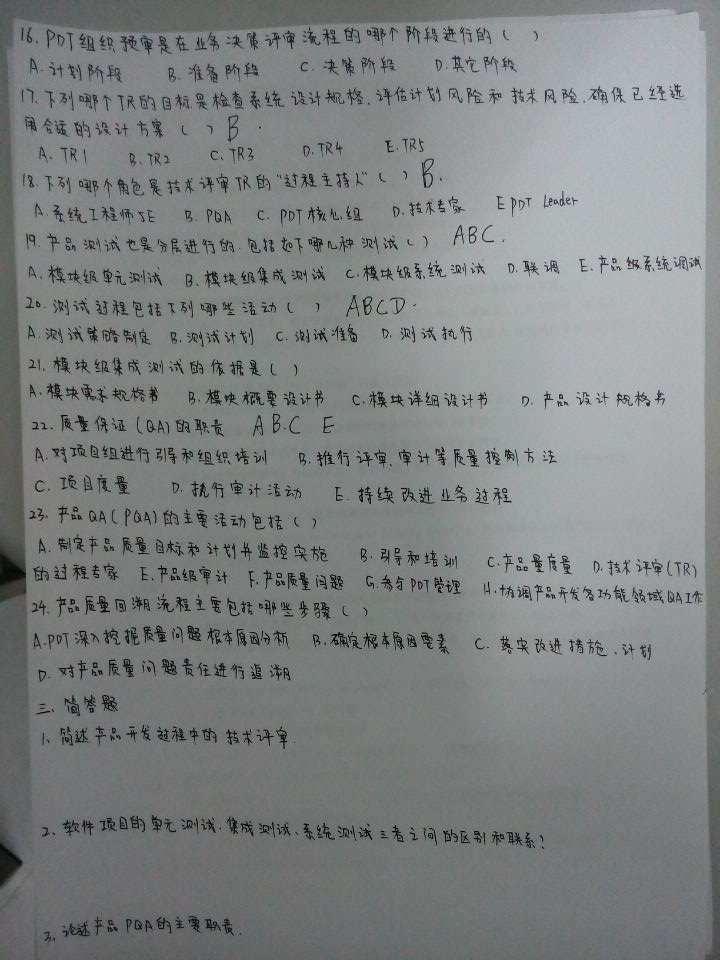 16. PDT组织预审是在业务决策评审流程的哪个阶段进行的( )
A. 计划阶段 B. 准备阶段 C. 决策阶段 D. 其它阶段
17. 下列哪个TR的目标是检查系统设计规格,评估计划风险和技术风险,确保已经选
用合适的设计方案( ) B.
A. TR1 B. TR2 C. TR3 D. TR4 E. TR5
18. 下列哪个角色是技术评审TR的"过程主持人"( ) B.
A. 系统工程师SE B. PQA C. PDT核心组 D. 技术专家 E PDT Leader
19. 产品测试也是分层进行的.包括如下哪几种测试( ) ABC.
A. 模块级单元测试 B. 模块级集成测试 C. 模块级系统测试 D. 联调 E. 产品级系统调试
20. 测试过程包括下列哪些活动( ) ABCD.
A. 测试策略制定 B. 测试计划 C. 测试准备 D. 测试执行
21. 模块级集成测试的依据是( )
A. 模块需求规格书 B. 模块概要设计书 C. 模块详细设计书 D. 产品设计规格书
22. 质量保证(QA)的职责 AB.C E
A. 对项目组进行引导和组织培训 B. 推行评审、审计等质量控制方法
C. 项目度量 D. 执行审计活动 E. 持续改进业务过程
23. 产品QA(PQA)的主要活动包括( )
A. 制定产品质量目标和计划并监控实施 B. 引导和培训 C. 产品量度量 D. 技术评审(TR)
的过程专家 E. 产品级审计 F. 产品质量问题 G. 参与PDT管理 H. 协调产品开发各功能领域QA工作
24. 产品质量回溯流程主要包括哪些步骤( )
A. PDT深入挖掘质量问题根本原因分析 B. 确定根本原因要素 C. 落实改进措施、计划
D. 对产品质量问题责任进行追溯
三、简答题
1、简述产品开发过程中的技术评审.
2、软件项目的单元测试、集成测试、系统测试三者之间的区别和联系?
3、论述产品PQA的主要职责.